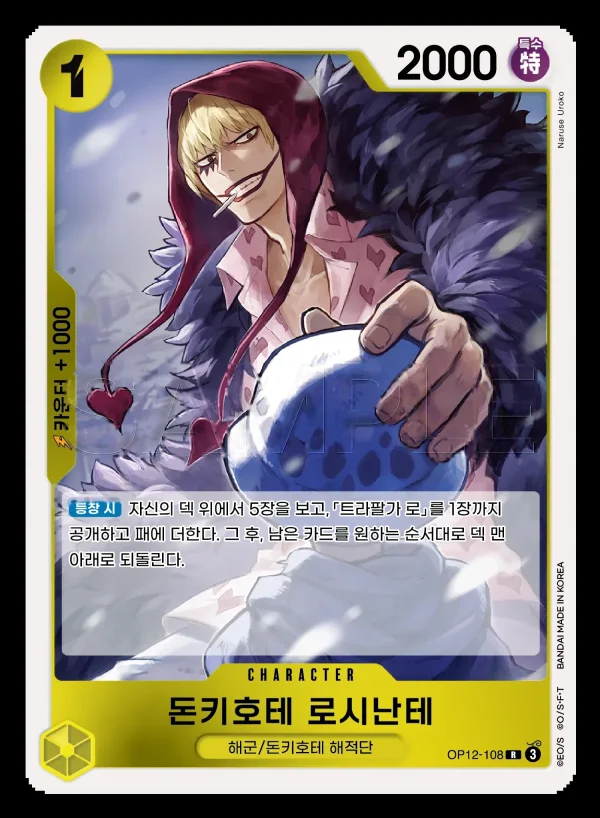 1
2000
특수
特
Naruse Uroko
카운터 +1000
SAMPLE
등장 시 자신의 덱 위에서 5장을 보고, 「트라팔가 로」를 1장까지
공개하고 패에 더한다. 그 후, 남은 카드를 원하는 순서대로 덱 맨
아래로 되돌린다.
CHARACTER
돈키호테 로시난테
해군/돈키호테 해적단
OP12-108 R 3
©EO/S ©O/S·F·T BANDAI MADE IN KOREA